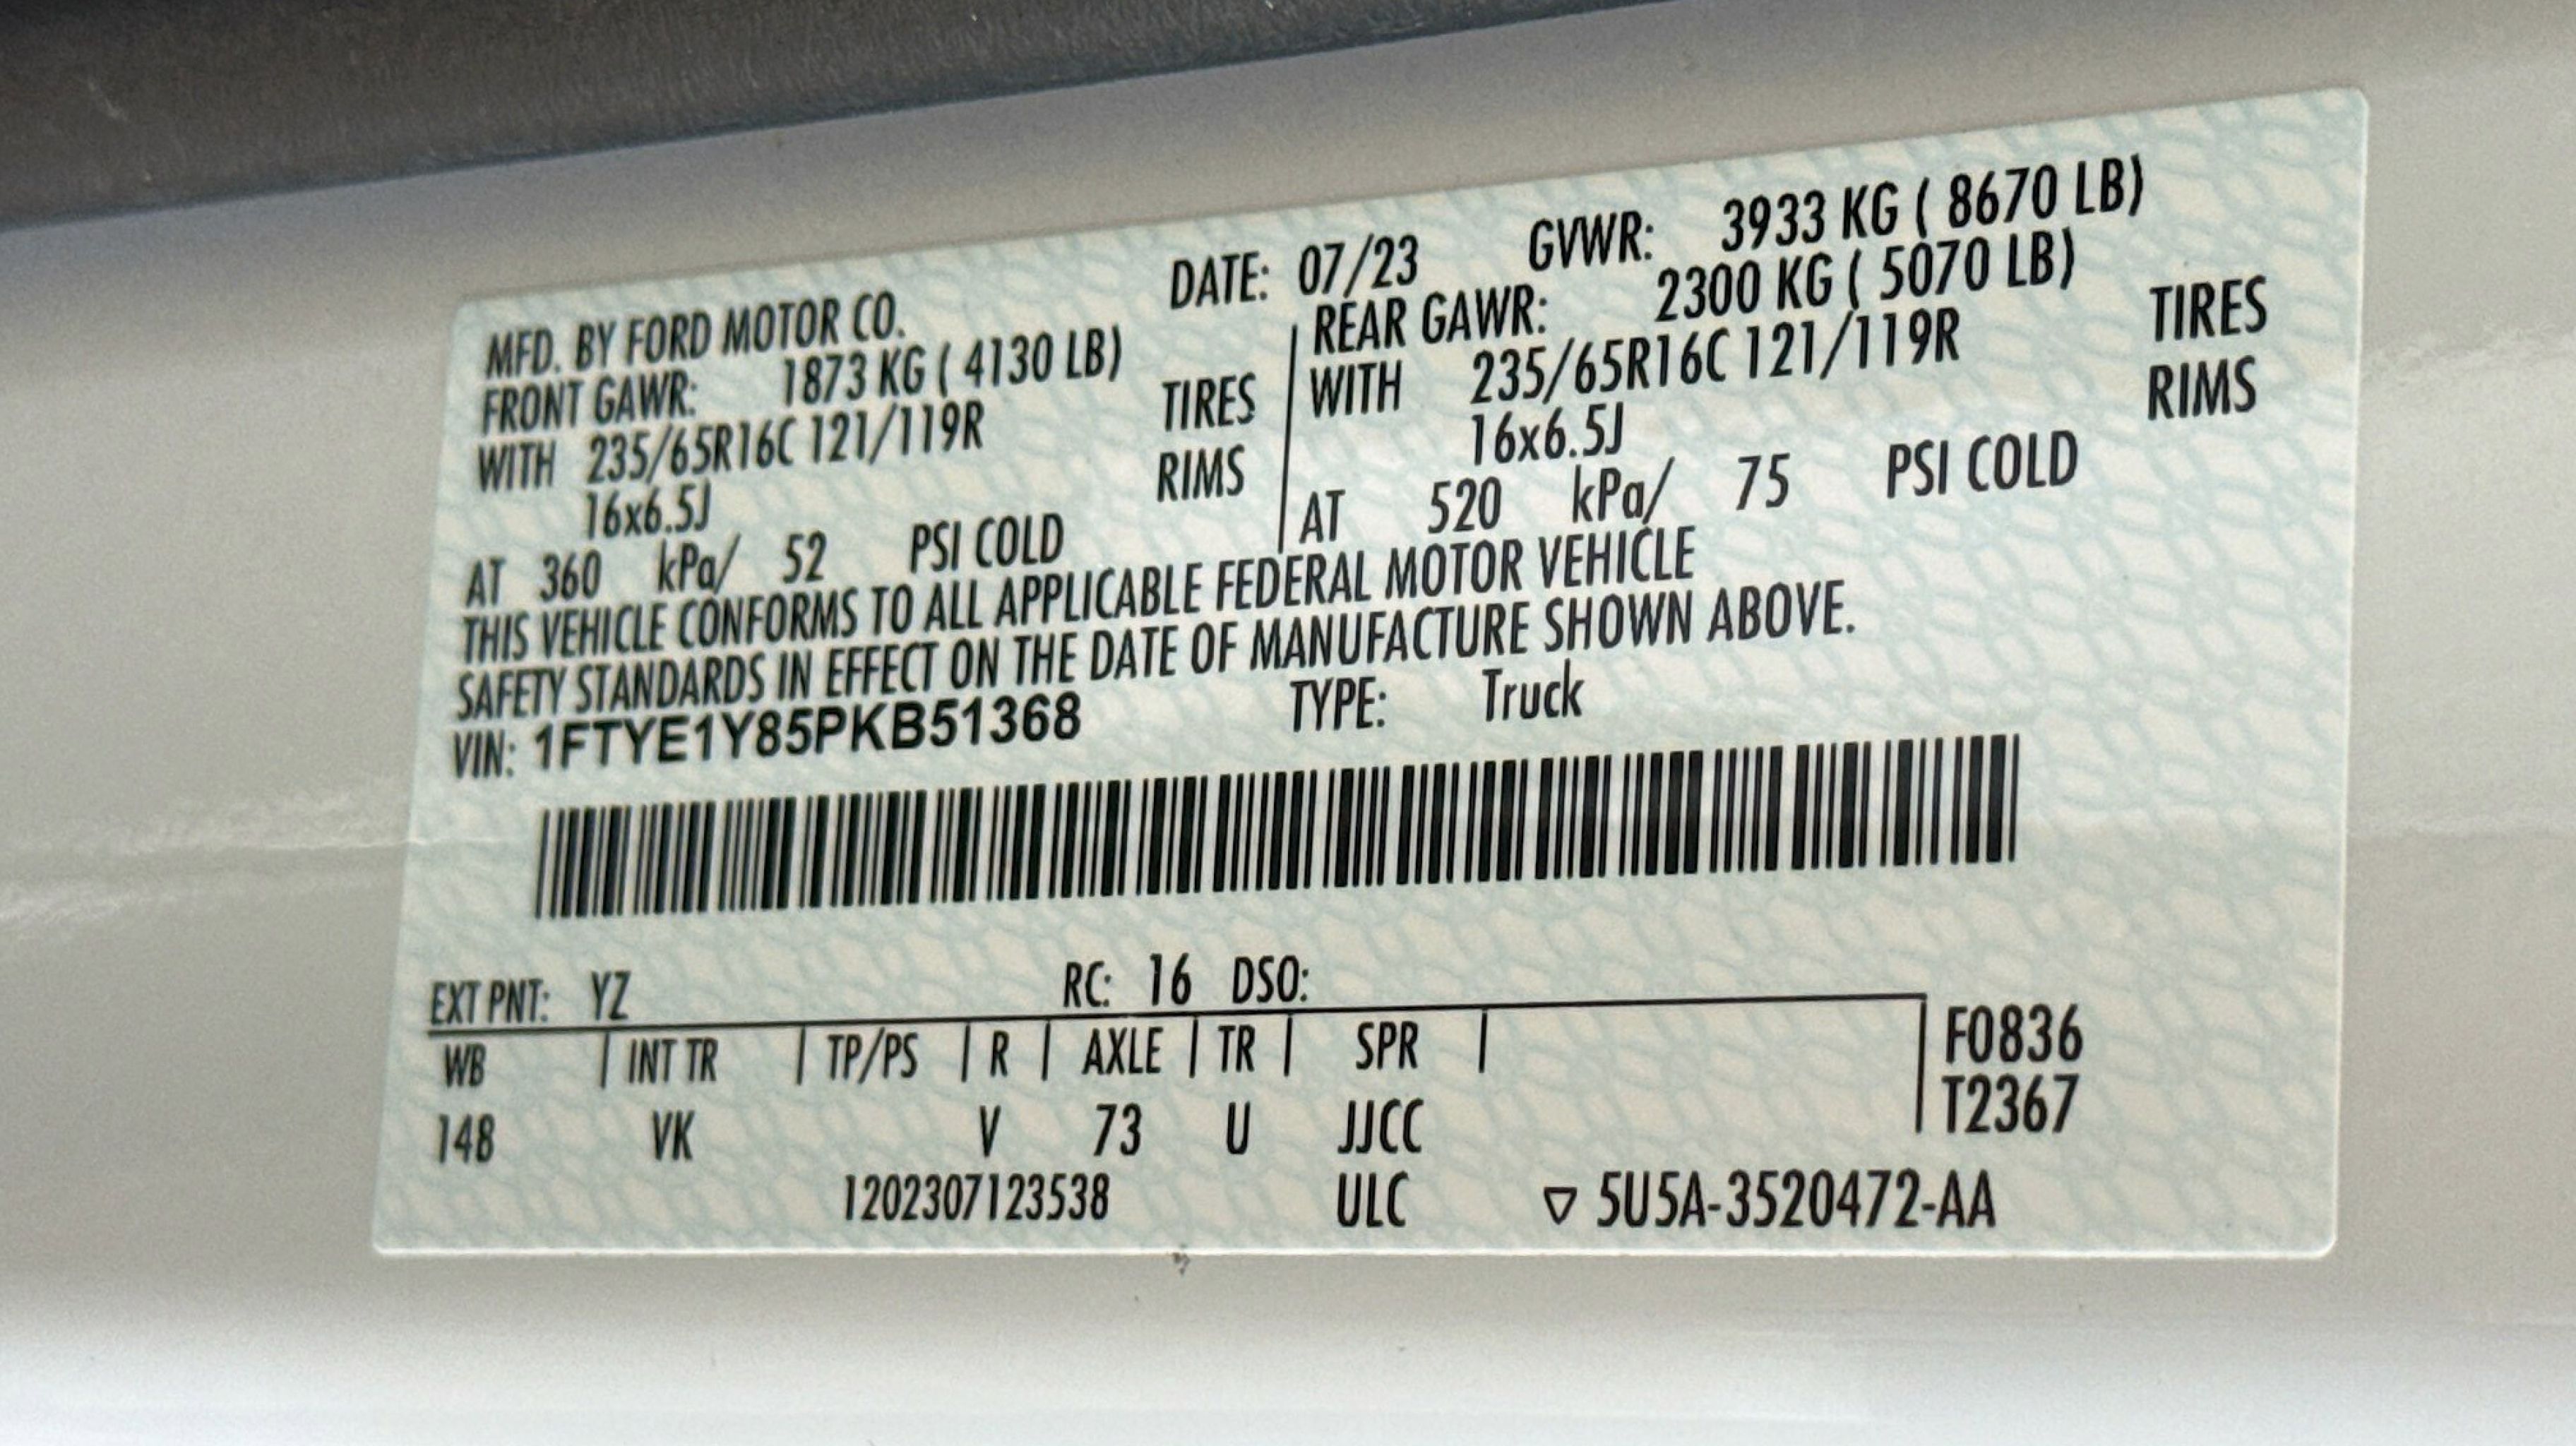 MFD. BY FORD MOTOR CO. DATE: 07/23 GVWR: 3933 KG ( 8670 LB)
FRONT GAWR: 1873 KG ( 4130 LB) REAR GAWR: 2300 KG ( 5070 LB)
WITH 235/65R16C 121/119R TIRES WITH 235/65R16C 121/119R TIRES
16x6.5J RIMS 16x6.5J RIMS
AT 360 kPa/ 52 PSI COLD AT 520 kPa/ 75 PSI COLD
THIS VEHICLE CONFORMS TO ALL APPLICABLE FEDERAL MOTOR VEHICLE
SAFETY STANDARDS IN EFFECT ON THE DATE OF MANUFACTURE SHOWN ABOVE.
VIN: 1FTYE1Y85PKB51368 TYPE: Truck
EXT PNT: YZ RC: 16 DSO:
WB | INT TR | TP/PS | R | AXLE | TR | SPR | F0836
148 VK V 73 U JJCC T2367
1202307123538 ULC ▽ 5U5A-3520472-AA